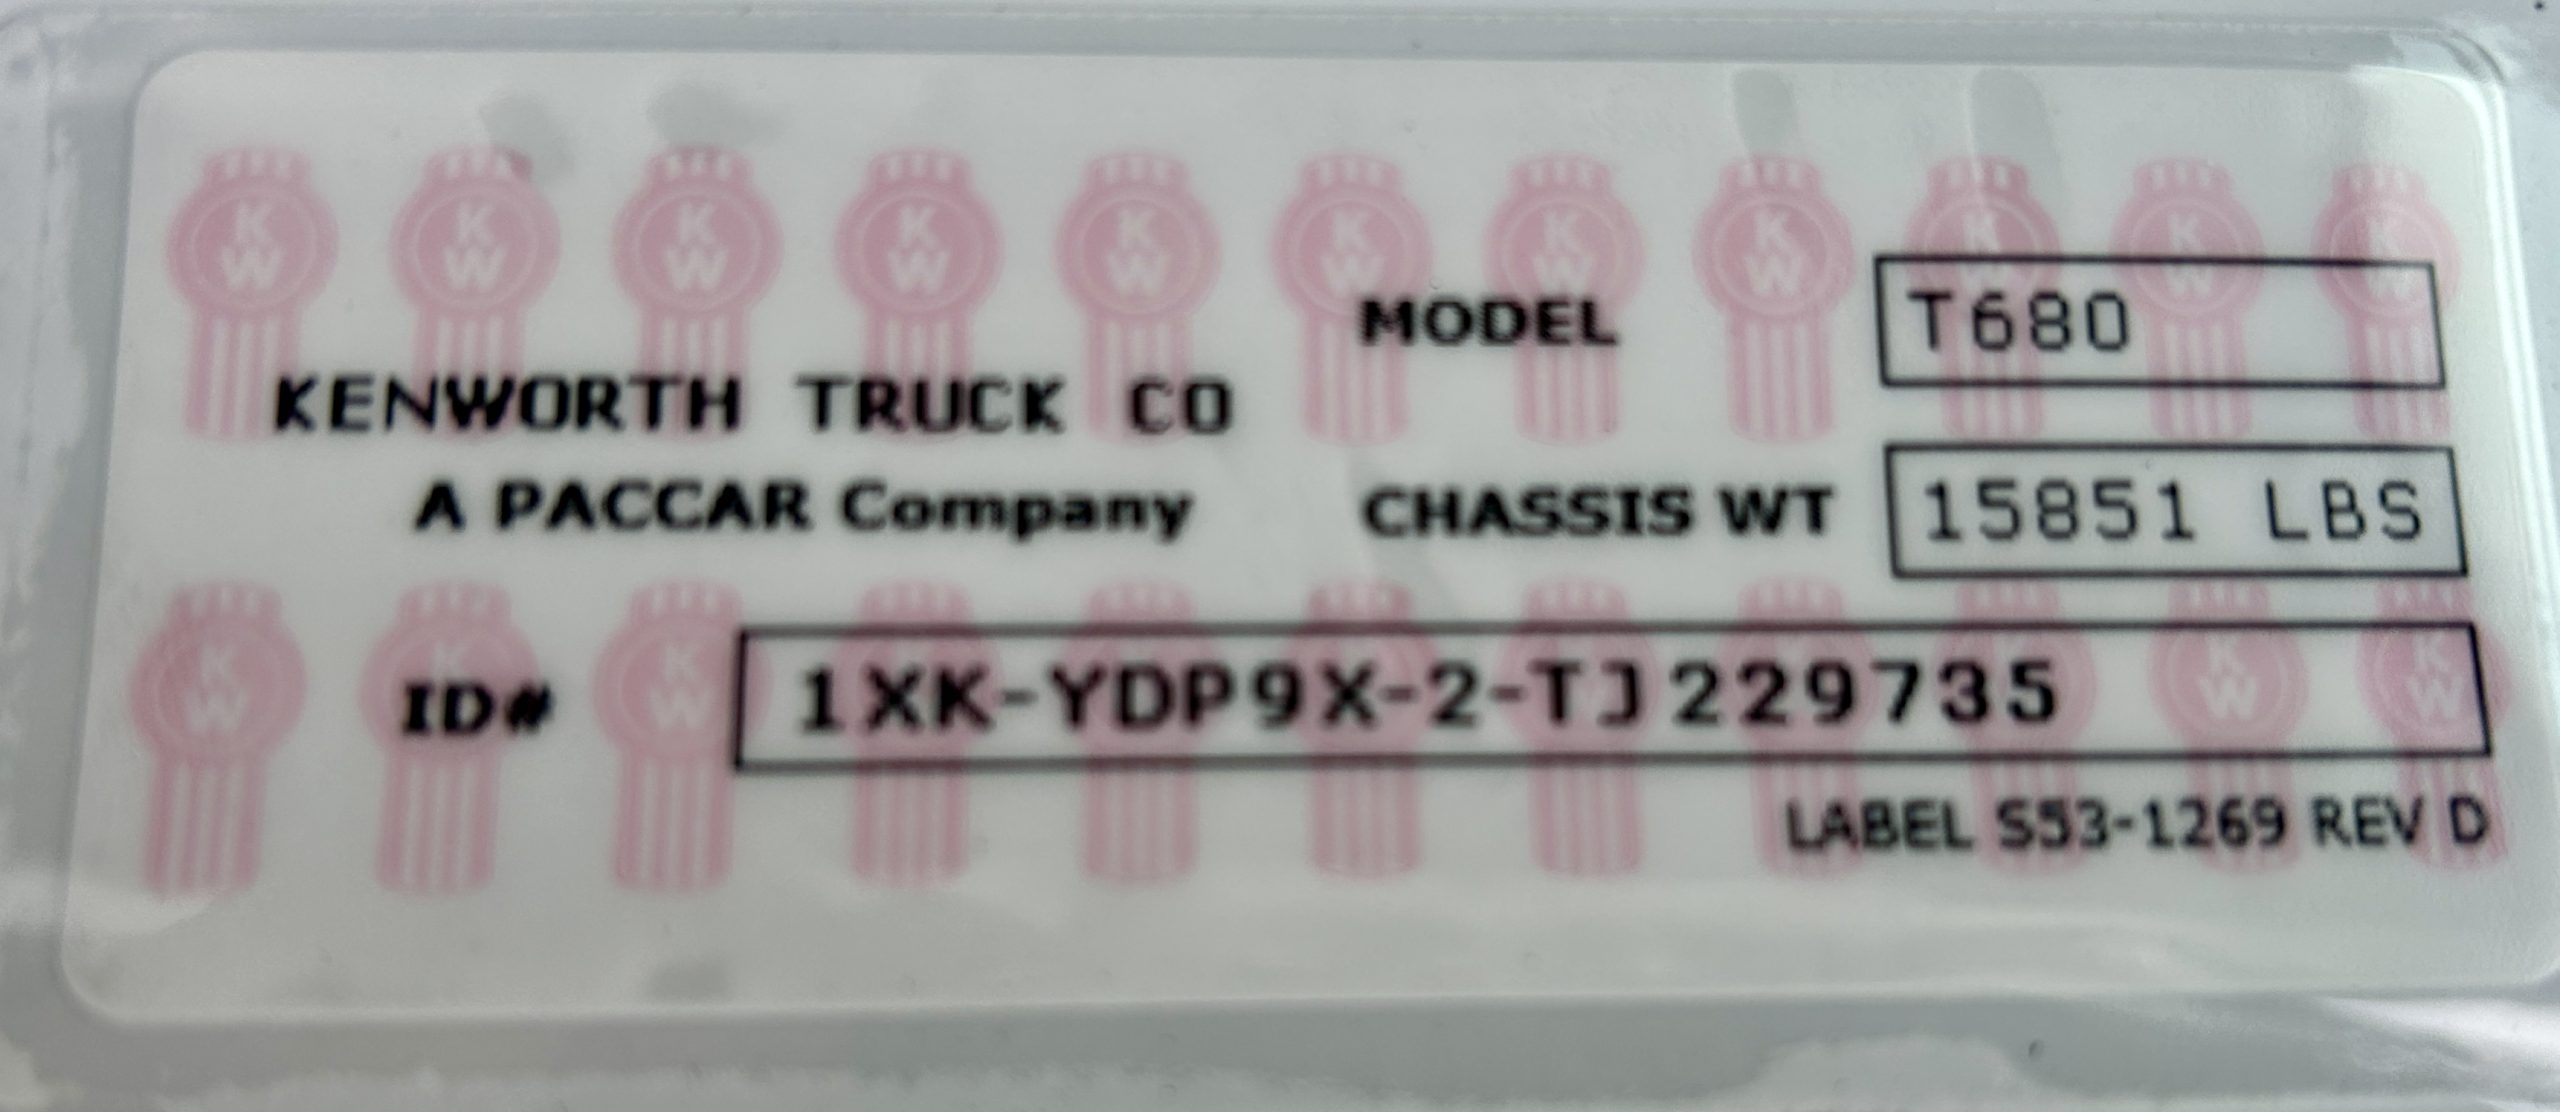 MODEL T680
KENWORTH TRUCK CO
A PACCAR Company
CHASSIS WT 15851 LBS
ID# 1XK-YDP9X-2-TJ229735
LABEL S53-1269 REV D